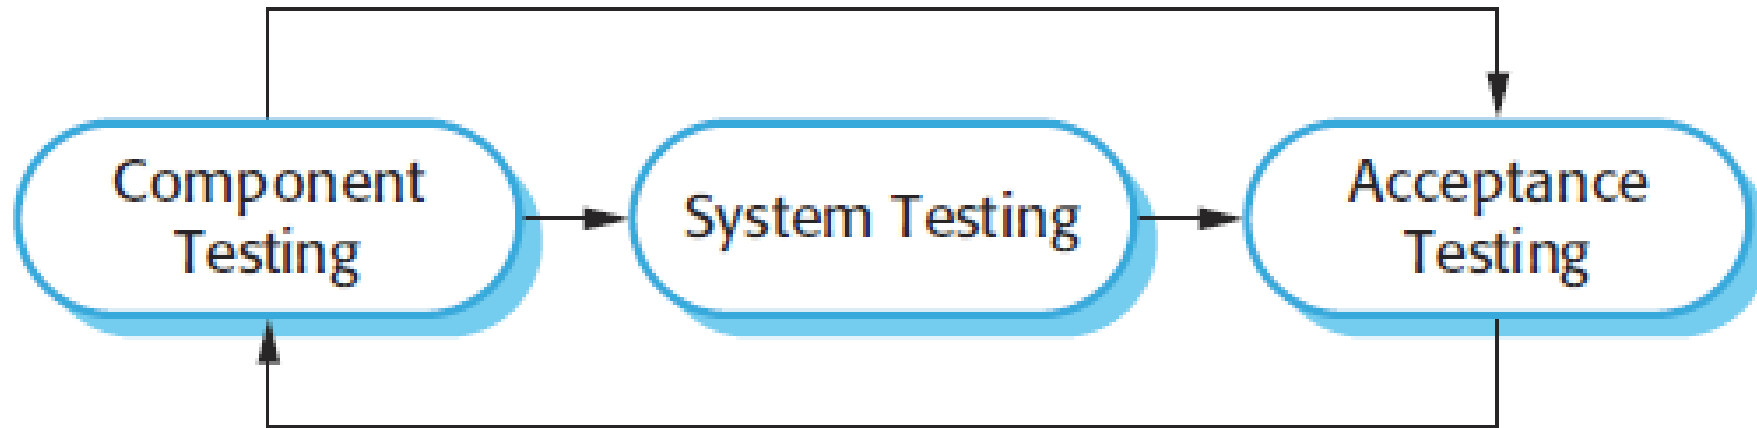 Component
Testing
System Testing
Acceptance
Testing